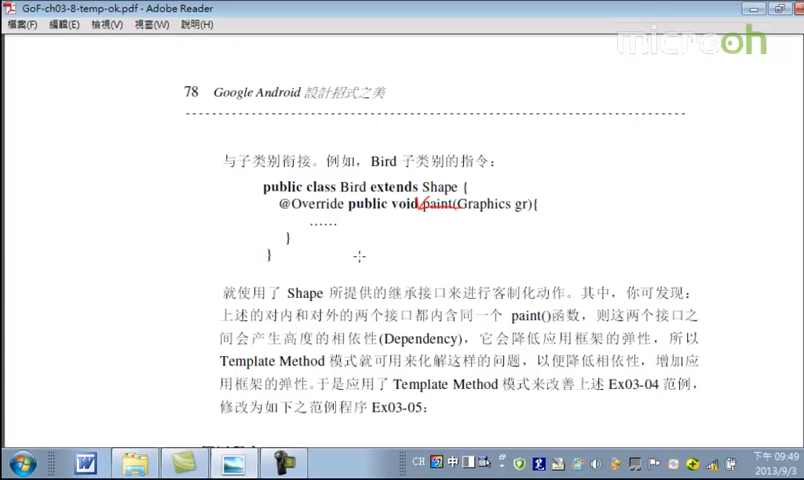 GoF-ch03-8-temp-ok.pdf - Adobe Reader
檔案(F) 編輯(E) 檢視(V) 視窗(W) 說明(H)
microoh
78 Google Android 設計招式之美
与子类别衔接。例如，Bird 子类别的指令：
public class Bird extends Shape {
@Override public void paint(Graphics gr){
……
}
}
就使用了 Shape 所提供的继承接口来进行客制化动作。其中，你可发现：
上述的对内和对外的两个接口都内含同一个 paint()函数，则这两个接口之
间会产生高度的相依性(Dependency)，它会降低应用框架的弹性，所以
Template Method 模式就可用来化解这样的问题，以便降低相依性，增加应
用框架的弹性。于是应用了 Template Method 模式来改善上述 Ex03-04 范例，
修改为如下之范例程序 Ex03-05：
CH 中
下午 09:49
2013/9/3